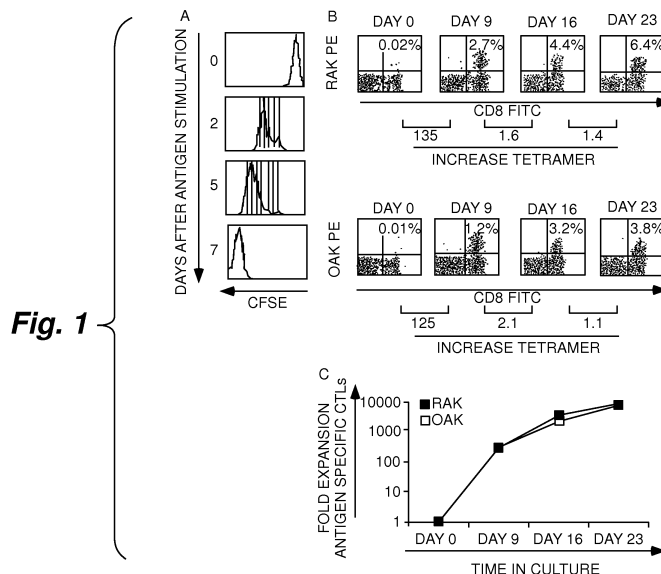 Fig. 1
A
DAYS AFTER ANTIGEN STIMULATION
0
2
5
7
CFSE
B
DAY 0 DAY 9 DAY 16 DAY 23
RAK PE
0.02% 2.7% 4.4% 6.4%
CD8 FITC
135 1.6 1.4
INCREASE TETRAMER
DAY 0 DAY 9 DAY 16 DAY 23
OAK PE
0.01% 1.2% 3.2% 3.8%
CD8 FITC
125 2.1 1.1
INCREASE TETRAMER
C
FOLD EXPANSION
ANTIGEN SPECIFIC CTLs
10000
1000
100
10
1
RAK
OAK
DAY 0 DAY 9 DAY 16 DAY 23
TIME IN CULTURE